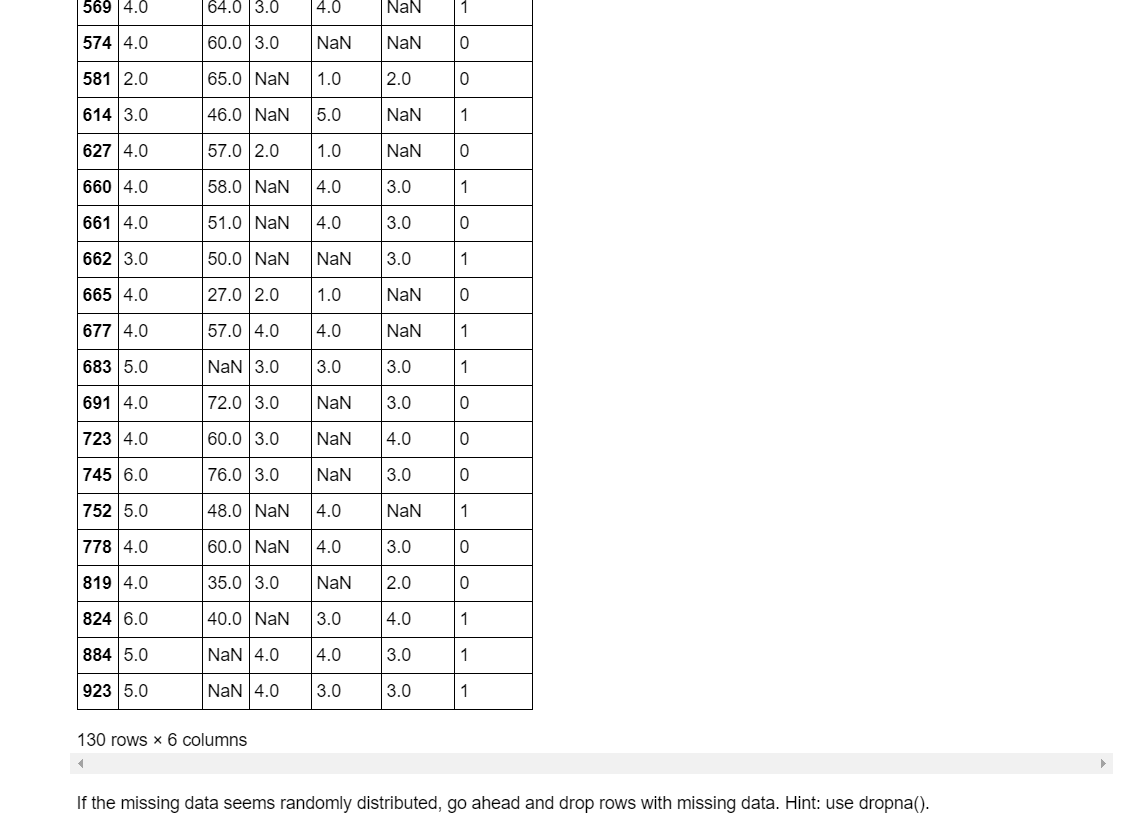 569 4.0 64.0 3.0 4.0 NaN 1
574 4.0 60.0 3.0 NaN NaN 0
581 2.0 65.0 NaN 1.0 2.0 0
614 3.0 46.0 NaN 5.0 NaN 1
627 4.0 57.0 2.0 1.0 NaN 0
660 4.0 58.0 NaN 4.0 3.0 1
661 4.0 51.0 NaN 4.0 3.0 0
662 3.0 50.0 NaN NaN 3.0 1
665 4.0 27.0 2.0 1.0 NaN 0
677 4.0 57.0 4.0 4.0 NaN 1
683 5.0 NaN 3.0 3.0 3.0 1
691 4.0 72.0 3.0 NaN 3.0 0
723 4.0 60.0 3.0 NaN 4.0 0
745 6.0 76.0 3.0 NaN 3.0 0
752 5.0 48.0 NaN 4.0 NaN 1
778 4.0 60.0 NaN 4.0 3.0 0
819 4.0 35.0 3.0 NaN 2.0 0
824 6.0 40.0 NaN 3.0 4.0 1
884 5.0 NaN 4.0 4.0 3.0 1
923 5.0 NaN 4.0 3.0 3.0 1
130 rows × 6 columns
If the missing data seems randomly distributed, go ahead and drop rows with missing data. Hint: use dropna().